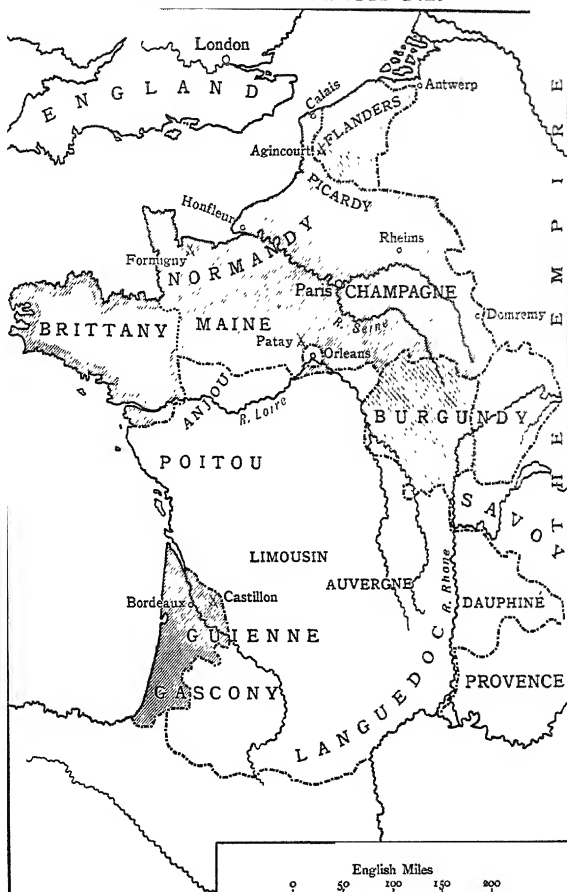 London
ENGLAND
Calais
Antwerp
FLANDERS
Agincourt
PICARDY
Honfleur
NORMANDY
Rheims
Formigny
Paris
CHAMPAGNE
Domremy
BRITTANY
MAINE
R. Seine
Patay
Orleans
ANJOU
R. Loire
BURGUNDY
THE EMPIRE
POITOU
SAVOY
LIMOUSIN
AUVERGNE
R. Rhone
DAUPHINÉ
Bordeaux
Castillon
GUIENNE
GASCONY
LANGUEDOC
PROVENCE
English Miles
0 50 100 150 200